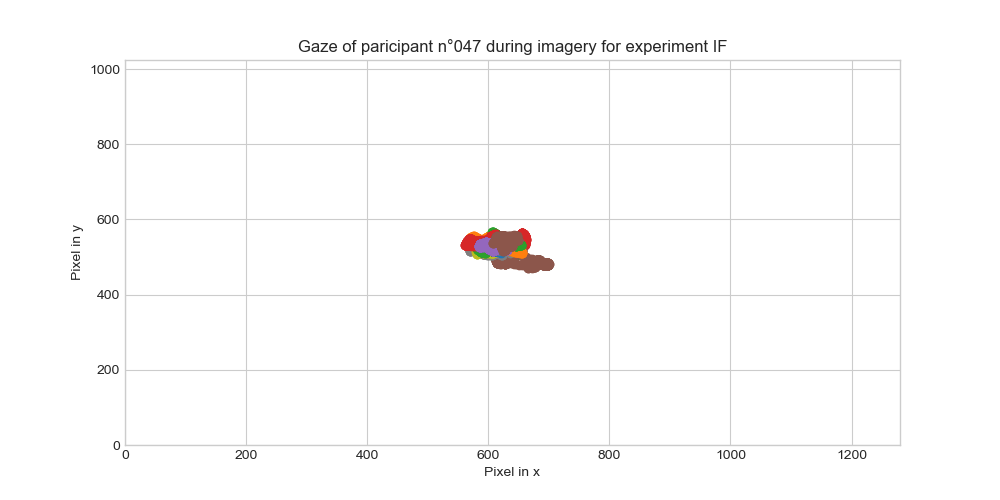 Gaze of paricipant n°047 during imagery for experiment IF
1000
800
600
400
200
0
0 200 400 600 800 1000 1200
Pixel in y
Pixel in x